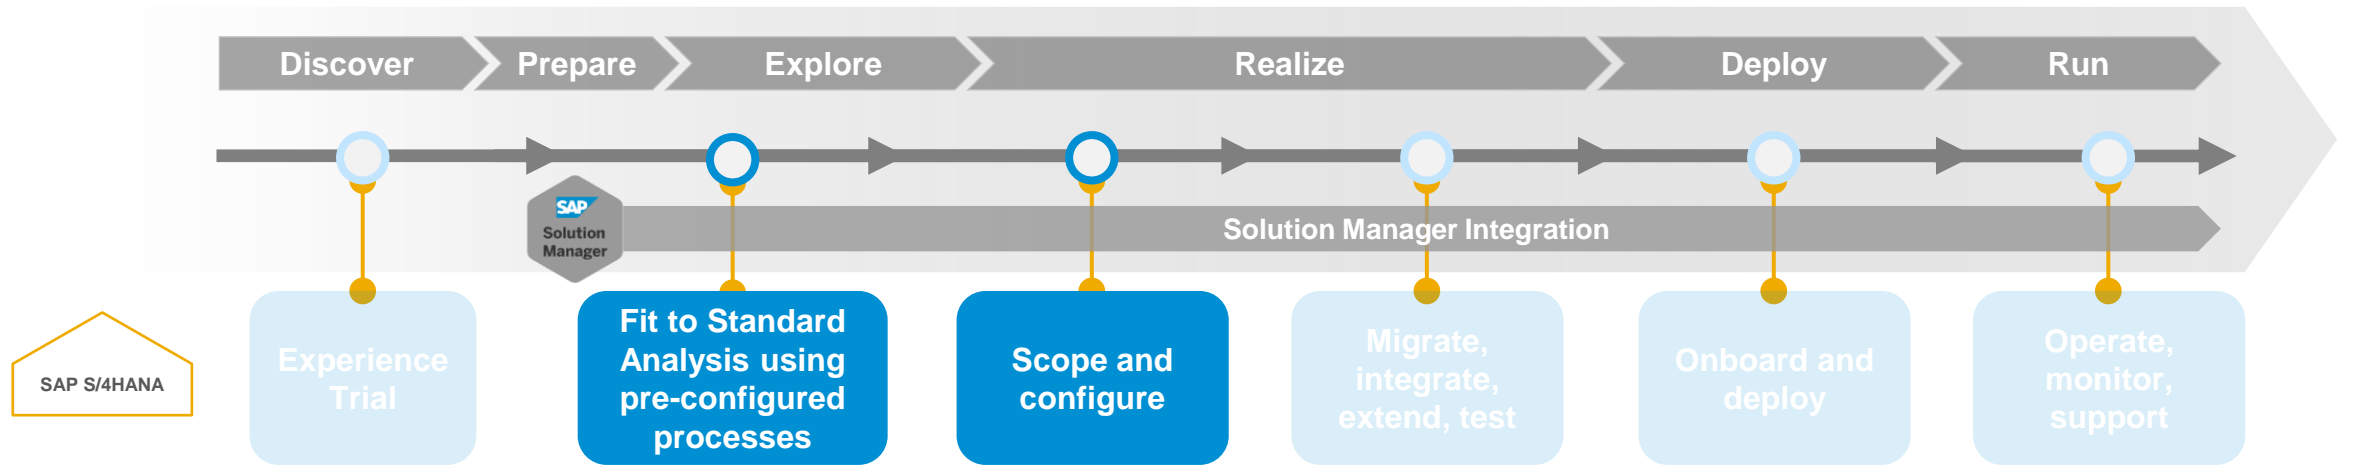 Discover
Prepare
Explore
Realize
Deploy
Run
SAP
Solution
Manager
Solution Manager Integration
SAP S/4HANA
Experience
Trial
Fit to Standard
Analysis using
pre-configured
processes
Scope and
configure
Migrate,
integrate,
extend, test
Onboard and
deploy
Operate,
monitor,
support